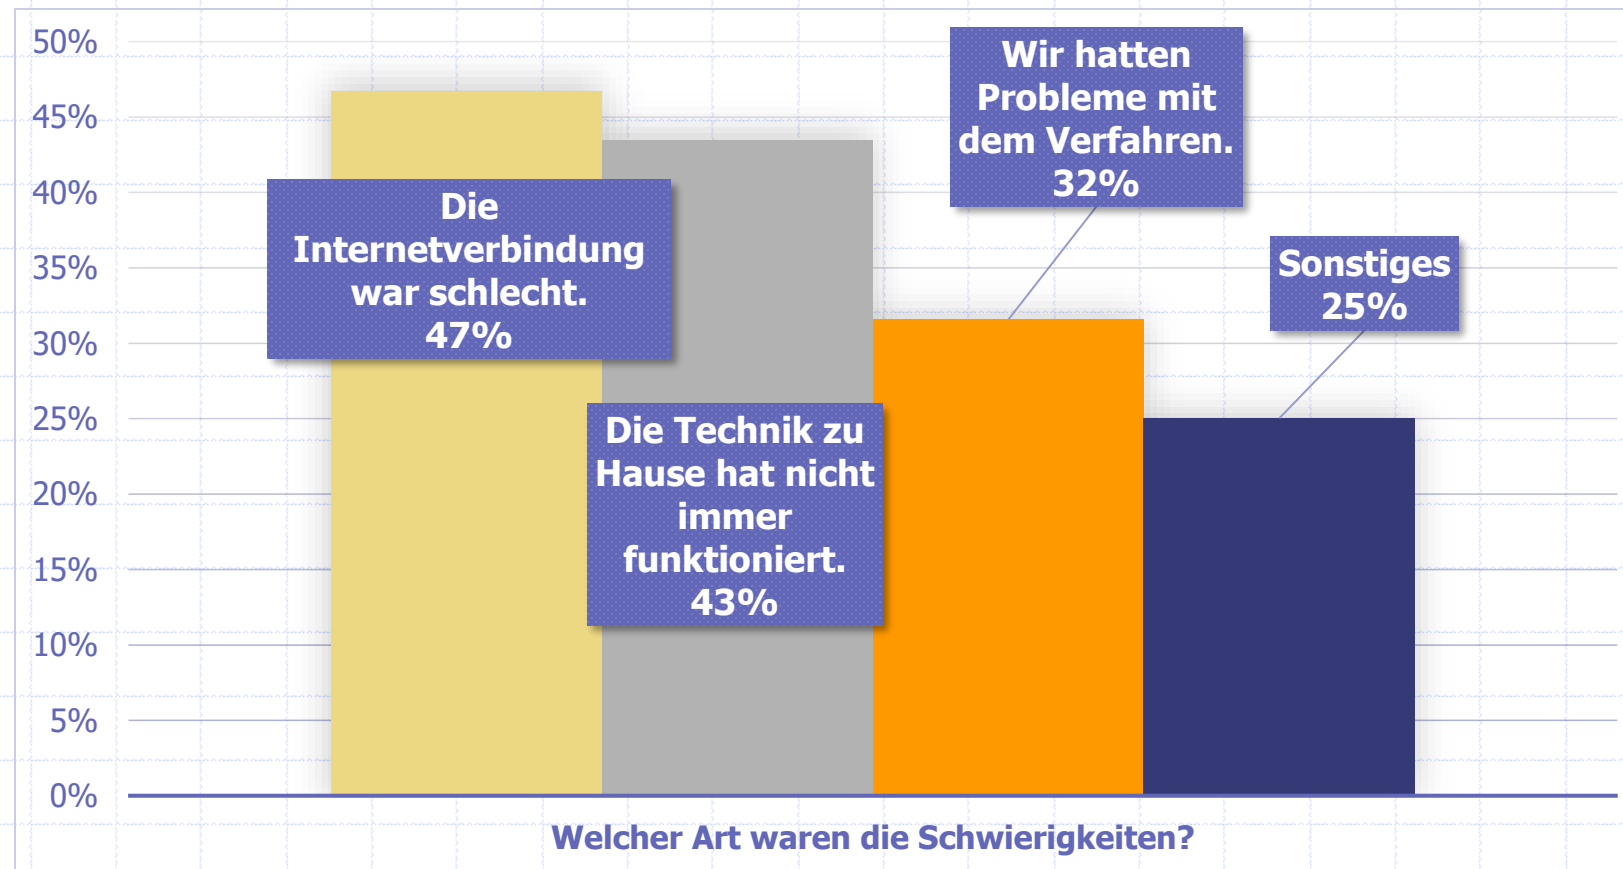 50%
45%
40%
35%
30%
25%
20%
15%
10%
5%
0%
Die
Internetverbindung
war schlecht.
47%
Die Technik zu
Hause hat nicht
immer
funktioniert.
43%
Wir hatten
Probleme mit
dem Verfahren.
32%
Sonstiges
25%
Welcher Art waren die Schwierigkeiten?